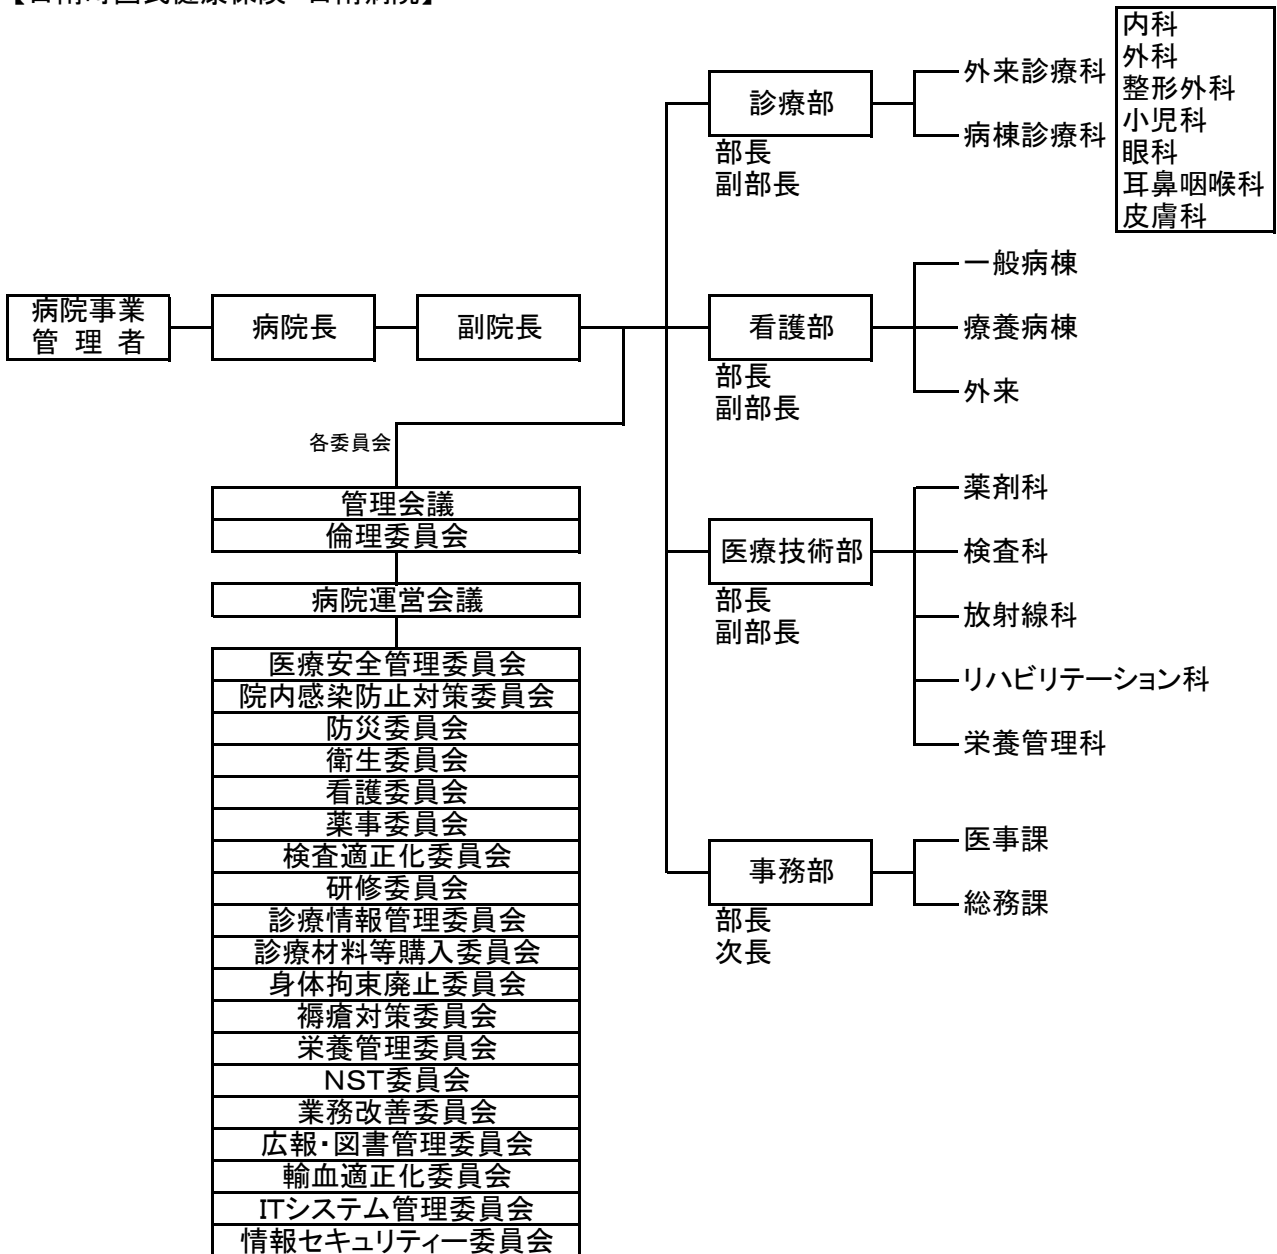 内科
外科
整形外科
小児科
眼科
耳鼻咽喉科
皮膚科
外来診療科
病棟診療科
診療部
部長
副部長
一般病棟
療養病棟
外来
病院事業
管 理 者
病院長
副院長
看護部
部長
副部長
各委員会
管理会議
倫理委員会
病院運営会議
医療安全管理委員会
院内感染防止対策委員会
防災委員会
衛生委員会
看護委員会
薬事委員会
検査適正化委員会
研修委員会
診療情報管理委員会
診療材料等購入委員会
身体拘束廃止委員会
褥瘡対策委員会
栄養管理委員会
NST委員会
業務改善委員会
広報・図書管理委員会
輸血適正化委員会
ITシステム管理委員会
情報セキュリティー委員会
薬剤科
検査科
放射線科
リハビリテーション科
栄養管理科
医療技術部
部長
副部長
医事課
総務課
事務部
部長
次長